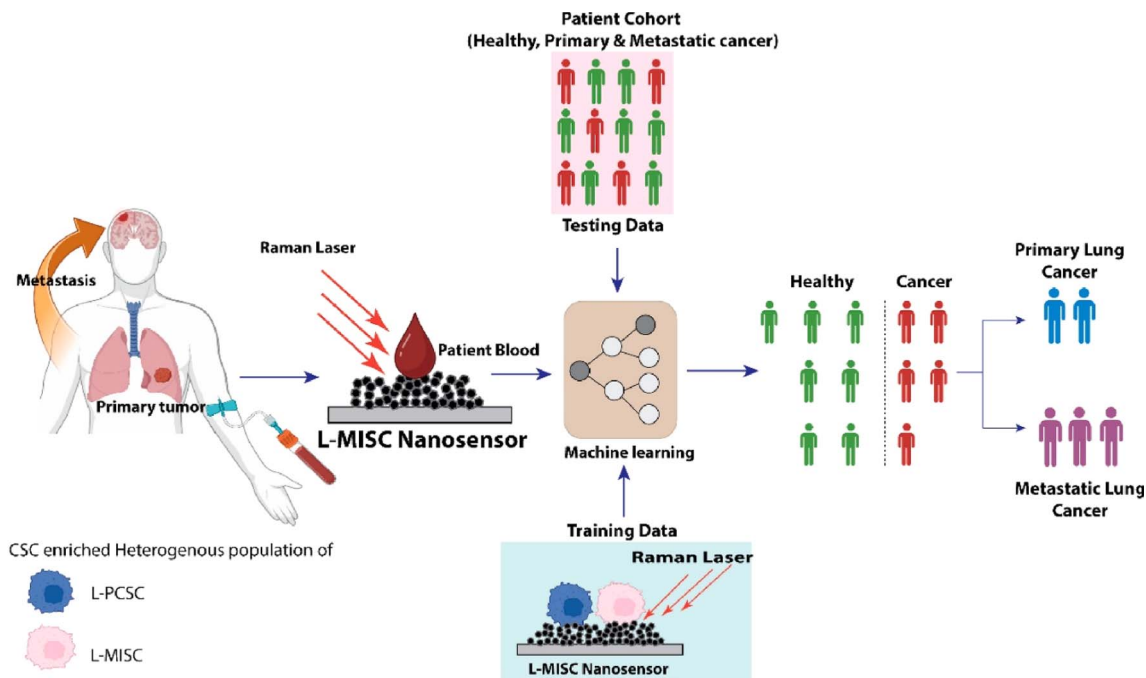 Patient Cohort
(Healthy, Primary & Metastatic cancer)
Testing Data
Metastasis
Primary tumor
Raman Laser
Patient Blood
L-MISC Nanosensor
Machine learning
Healthy
Cancer
Primary Lung
Cancer
Metastatic Lung
Cancer
Training Data
Raman Laser
L-MISC Nanosensor
CSC enriched Heterogenous population of
L-PCSC
L-MISC